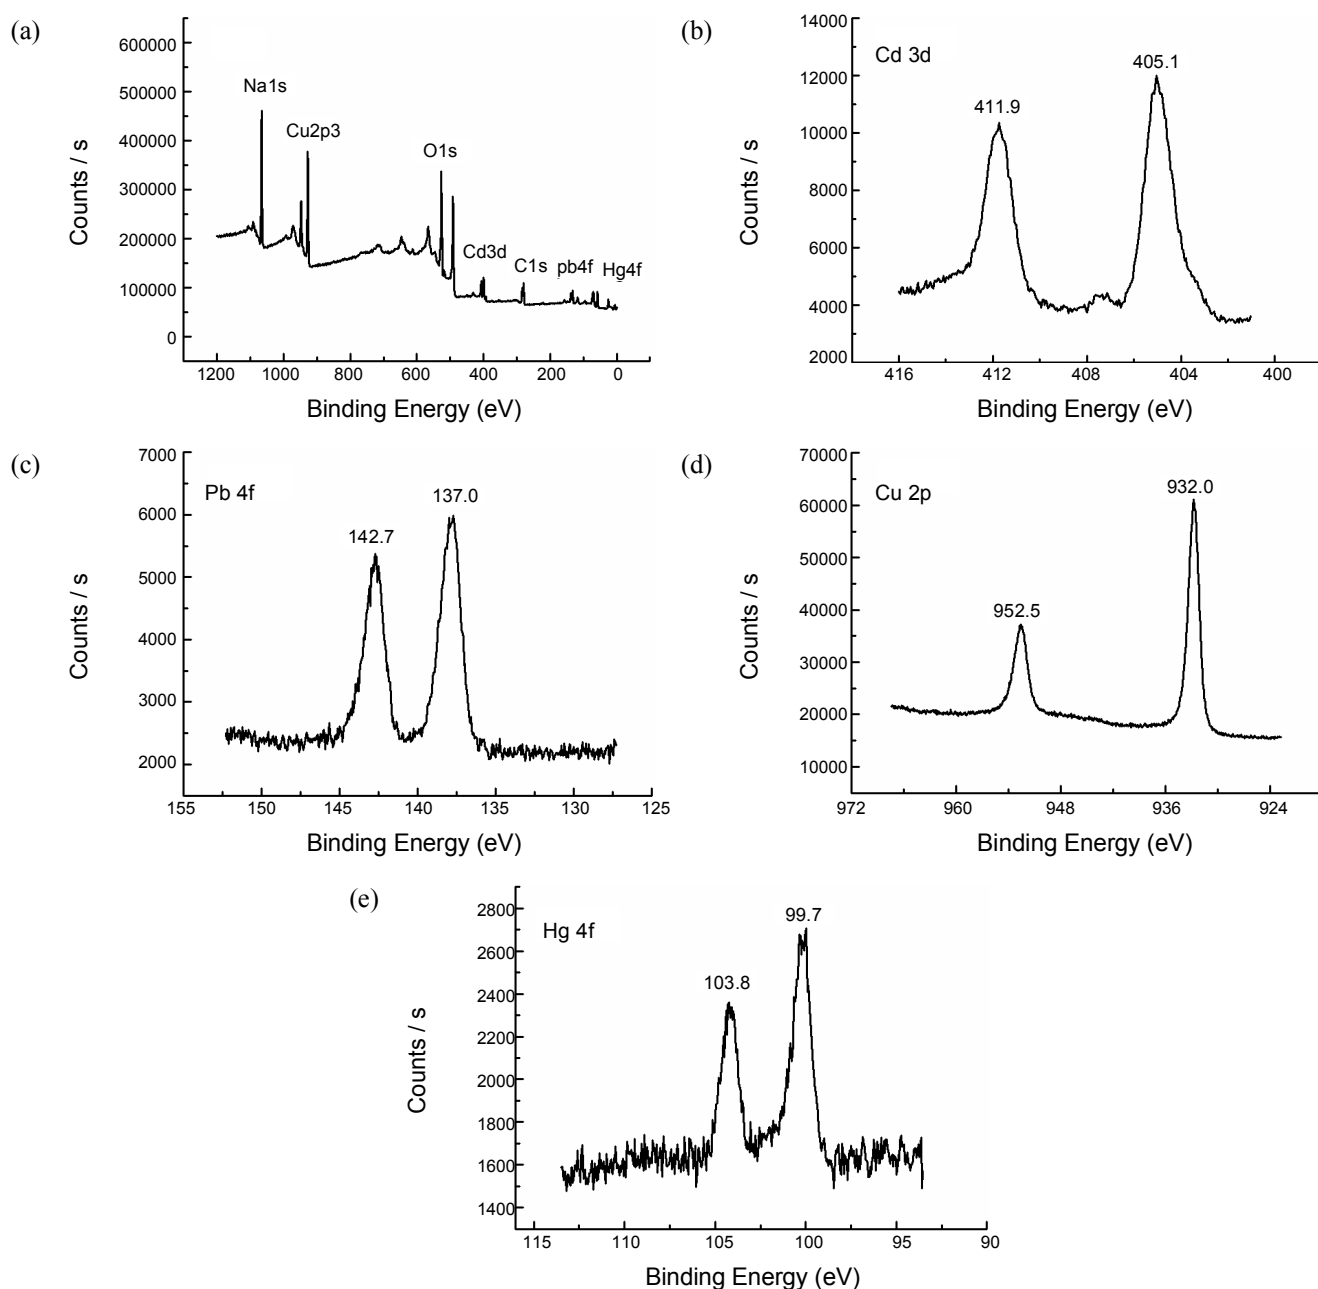 (a)
600000
500000
400000
300000
200000
100000
0
Counts / s
Na1s
Cu2p3
O1s
Cd3d
C1s
pb4f
Hg4f
1200 1000 800 600 400 200 0
Binding Energy (eV)
(b)
14000
12000
10000
8000
6000
4000
2000
Counts / s
Cd 3d
411.9
405.1
416 412 408 404 400
Binding Energy (eV)
(c)
7000
6000
5000
4000
3000
2000
Counts / s
Pb 4f
142.7
137.0
155 150 145 140 135 130 125
Binding Energy (eV)
(d)
70000
60000
50000
40000
30000
20000
10000
Counts / s
Cu 2p
952.5
932.0
972 960 948 936 924
Binding Energy (eV)
(e)
2800
2600
2400
2200
2000
1800
1600
1400
Counts / s
Hg 4f
103.8
99.7
115 110 105 100 95 90
Binding Energy (eV)